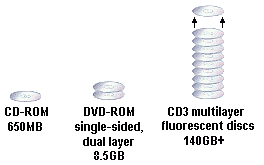 CD-ROM
650MB
DVD-ROM
single-sided,
dual layer
8.5GB
CD3 multilayer
fluorescent discs
140GB+